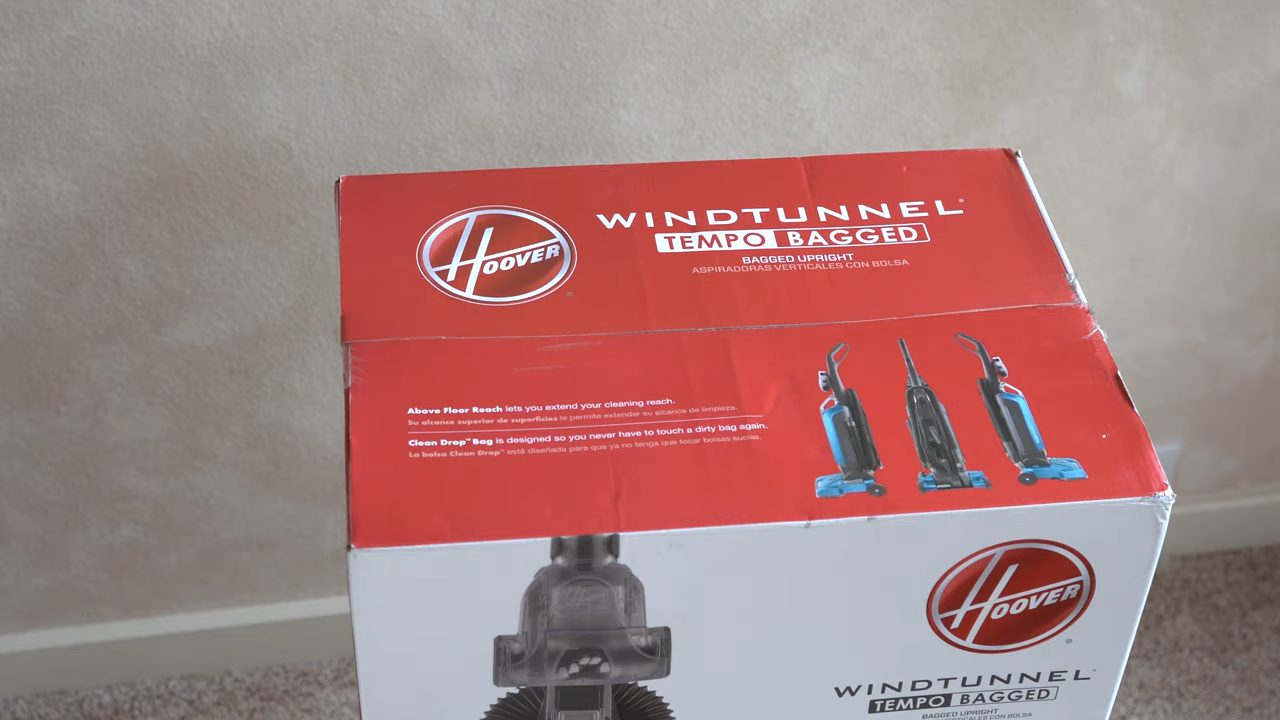 HOOVER
WINDTUNNEL
TEMPO BAGGED
BAGGED UPRIGHT
ASPIRADORAS VERTICALES CON BOLSA
Above Floor Reach lets you extend your cleaning reach.
Su alcance superior de superficies le permite extender su alcance de limpieza.
Clean Drop™ Bag is designed so you never have to touch a dirty bag again.
La bolsa Clean Drop™ está diseñada para que ya no tenga que tocar bolsas sucias.
HOOVER
WINDTUNNEL
TEMPO BAGGED
BAGGED UPRIGHT
VERTICALES CON BOLSA